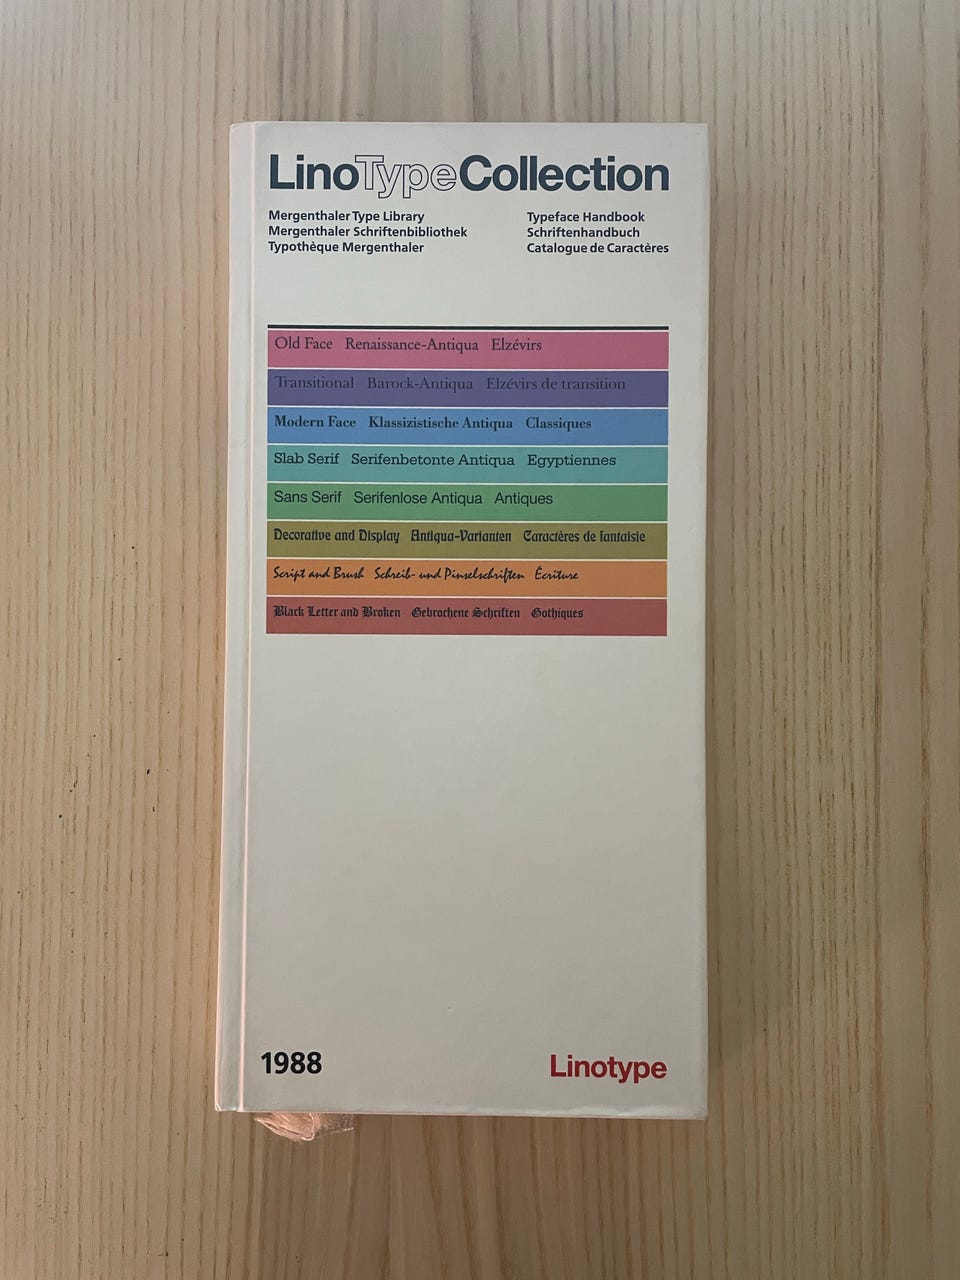 LinoTypeCollection
Mergenthaler Type Library
Mergenthaler Schriftenbibliothek
Typothèque Mergenthaler
Typeface Handbook
Schriftenhandbuch
Catalogue de Caractères
Old Face Renaissance-Antiqua Elzévirs
Transitional Barock-Antiqua Elzévirs de transition
Modern Face Klassizistische Antiqua Classiques
Slab Serif Serifenbetonte Antiqua Egyptiennes
Sans Serif Serifenlose Antiqua Antiques
Decorative and Display Antiqua-Varianten Caractères de fantaisie
Script and Brush Schreib- und Pinselschriften Écriture
Black Letter and Broken Gebrochene Schriften Gothiques
1988
Linotype